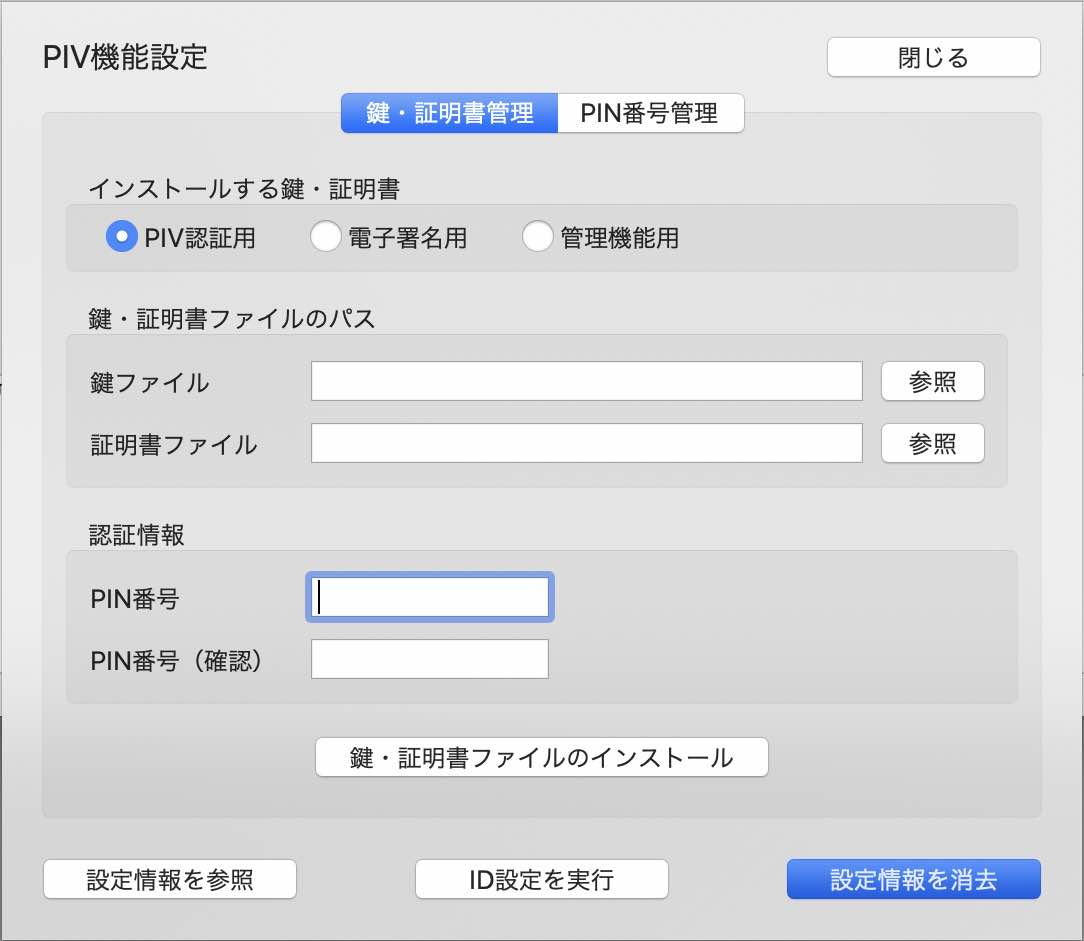 PIV機能設定
閉じる
鍵・証明書管理
PIN番号管理
インストールする鍵・証明書
PIV認証用
電子署名用
管理機能用
鍵・証明書ファイルのパス
鍵ファイル
参照
証明書ファイル
参照
認証情報
PIN番号
PIN番号（確認）
鍵・証明書ファイルのインストール
設定情報を参照
ID設定を実行
設定情報を消去